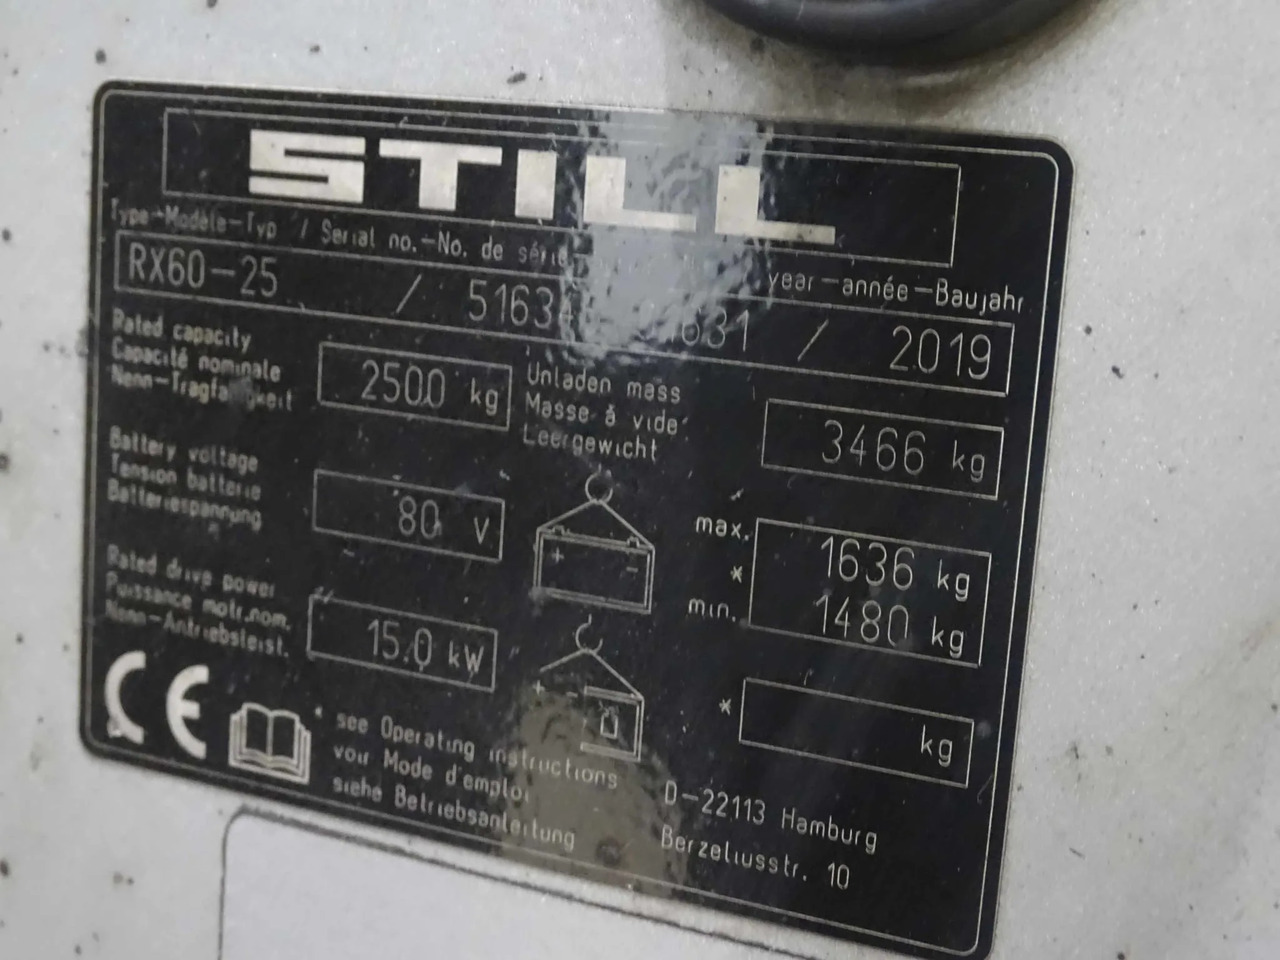 STILL
Type-Modèle-Typ / Serial no.-No. de série
year-année-Baujahr
RX60-25 / / 2019
Rated capacity
Capacité nominale
Nenn-Tragfähigkeit
2500 kg
Unladen mass
Masse à vide
Leergewicht
3466 kg
Battery voltage
Tension batterie
Batteriespannung
80 V
+ -
max. 1636 kg
*
min. 1480 kg
Rated drive power
Puissance motr.nom.
Nenn-Antriebsleist.
15.0 kW
+ -
* kg
CE
* see Operating instructions
voir Mode d'emploi
siehe Betriebsanleitung
D-22113 Hamburg
Berzeliusstr. 10